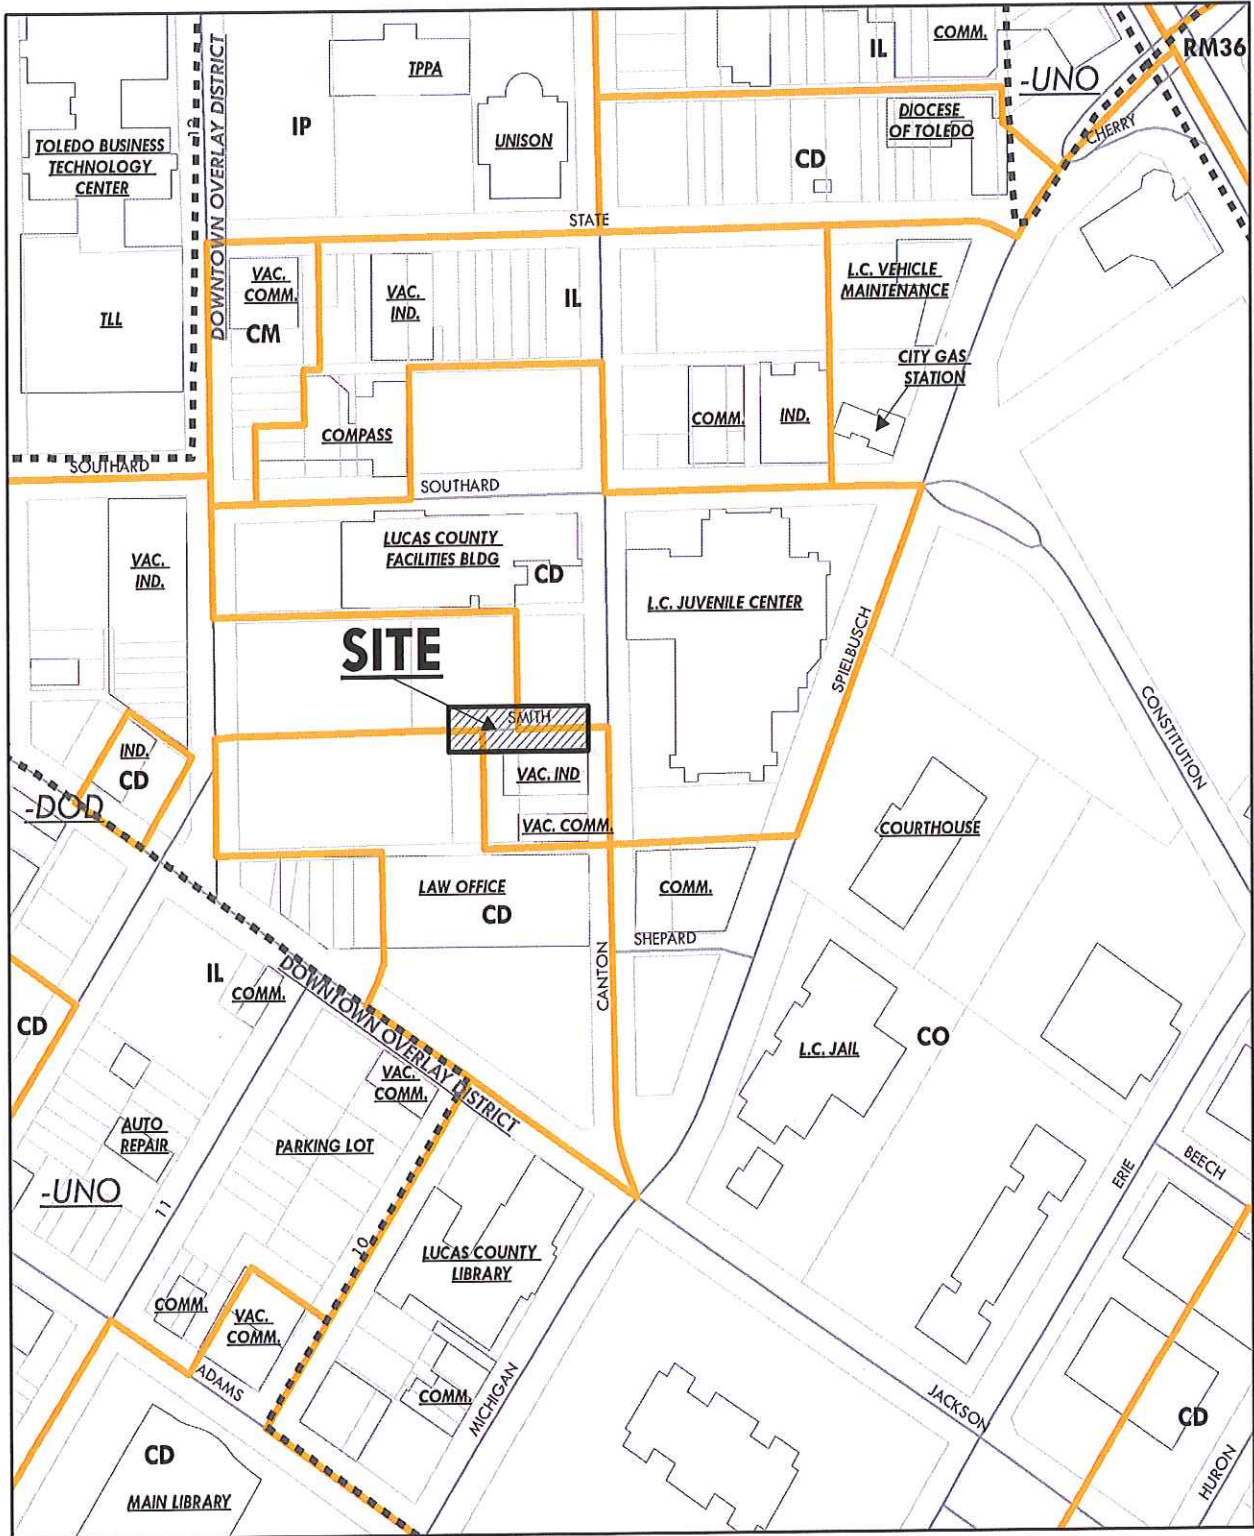 COMM.
IL
RM36
-UNO
TPPA
DOWNTOWN OVERLAY DISTRICT
12
IP
UNISON
DIOCESE
OF TOLEDO
CHERRY
TOLEDO BUSINESS
TECHNOLOGY
CENTER
CD
STATE
VAC.
COMM.
CM
VAC.
IND.
IL
L.C. VEHICLE
MAINTENANCE
TLL
CITY GAS
STATION
COMM.
IND.
COMPASS
SOUTHARD
SOUTHARD
VAC.
IND.
LUCAS COUNTY
FACILITIES BLDG
CD
L.C. JUVENILE CENTER
SITE
SPIELBUSCH
SMITH
CONSTITUTION
IND.
CD
VAC. IND
-DOD
VAC. COMM.
COURTHOUSE
LAW OFFICE
CD
COMM.
SHEPARD
CANTON
IL
COMM.
DOWNTOWN OVERLAY DISTRICT
CD
L.C. JAIL
CO
VAC.
COMM.
AUTO
REPAIR
PARKING LOT
BEECH
ERIE
-UNO
11
10
LUCAS COUNTY
LIBRARY
COMM.
VAC.
COMM.
ADAMS
COMM.
MICHIGAN
JACKSON
CD
CD
HURON
MAIN LIBRARY